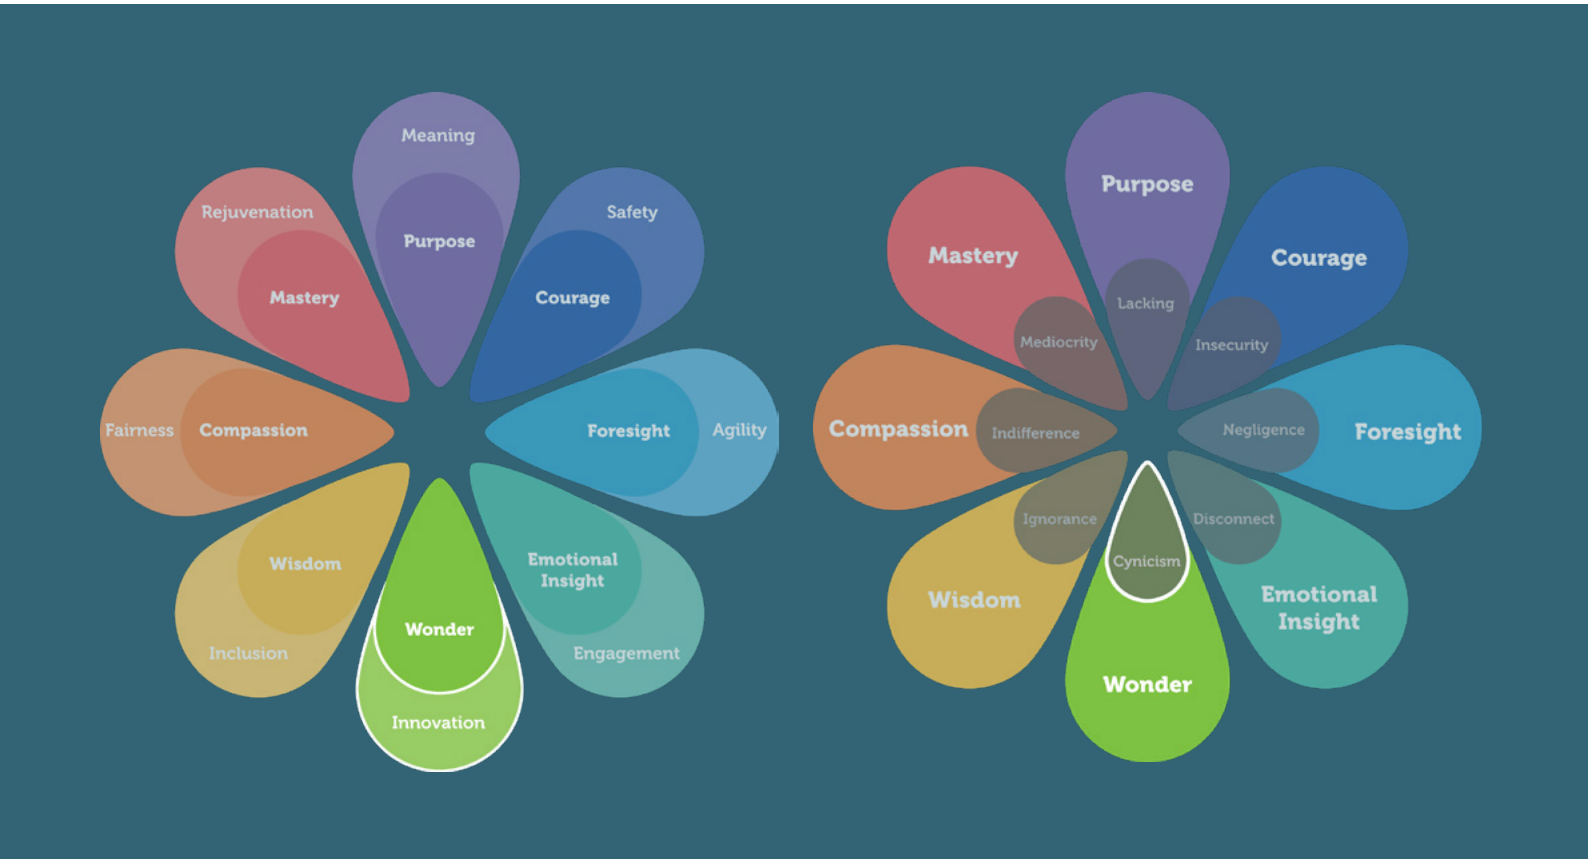 Meaning
Purpose
Rejuvenation
Mastery
Safety
Courage
Fairness
Compassion
Foresight
Agility
Wisdom
Inclusion
Emotional
Insight
Engagement
Wonder
Innovation
Purpose
Lacking
Mastery
Mediocrity
Courage
Insecurity
Compassion
Indifference
Negligence
Foresight
Ignorance
Wisdom
Disconnect
Emotional
Insight
Cynicism
Wonder